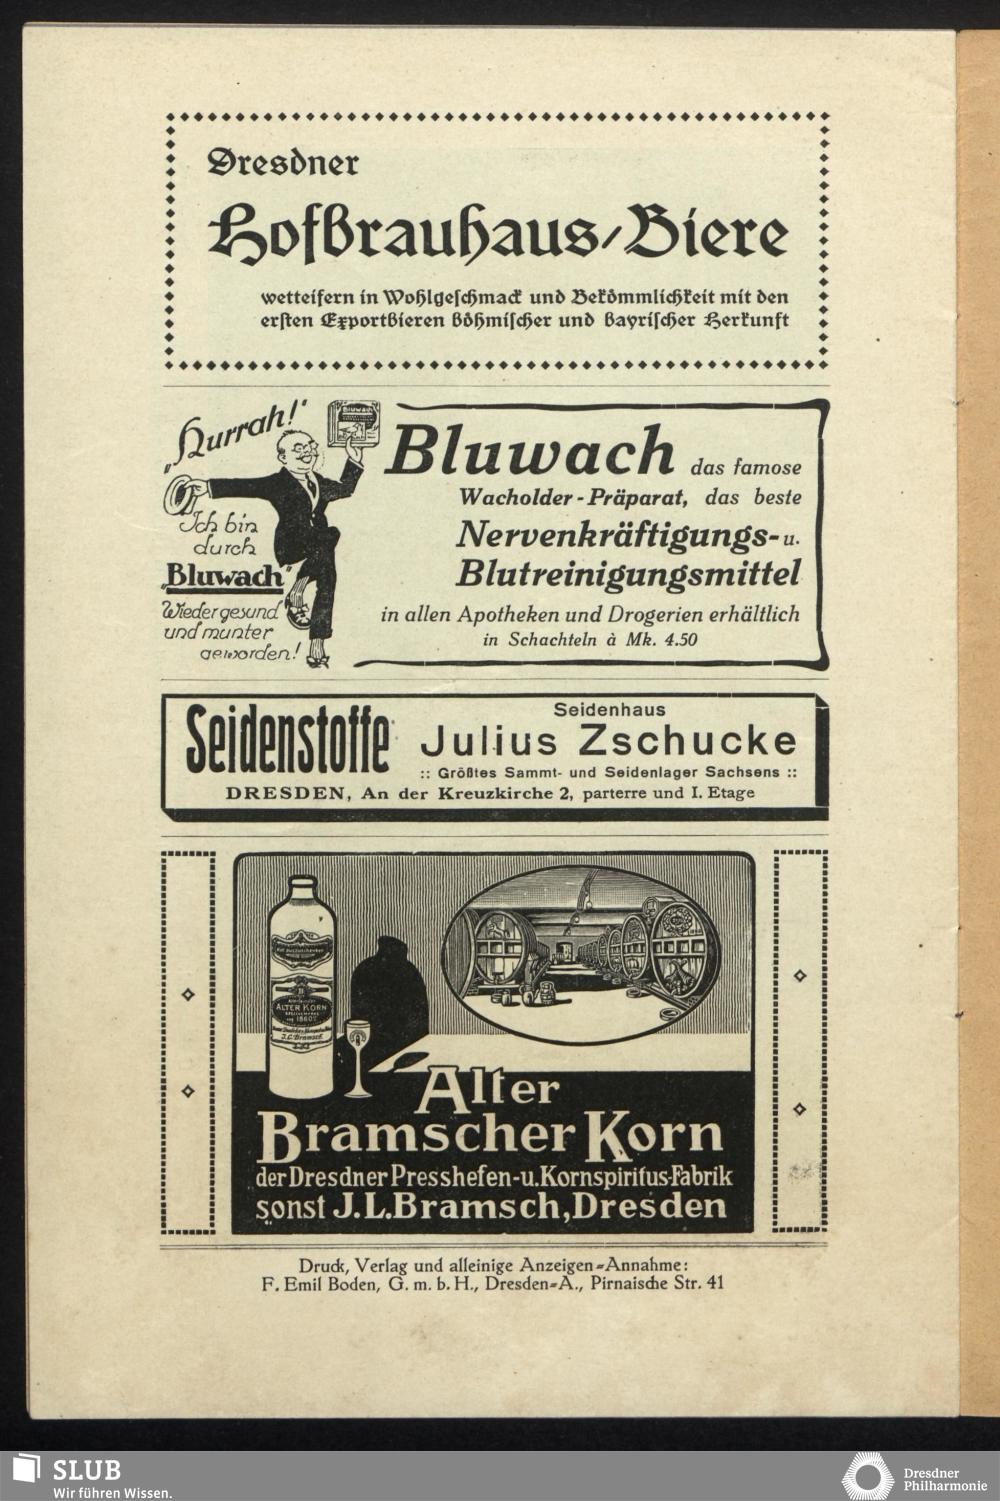 Dresdner
Hofbrauhaus-Biere
wetteifern in Wohlgeschmack und Bekömmlichkeit mit den
ersten Exportbieren böhmischer und bayrischer Herkunft
„Hurrah!“
BLUWACH
Ich bin
durch
„Bluwach“
Wieder gesund
und munter
geworden!
Bluwach das famose
Wacholder-Präparat, das beste
Nervenkräftigungs- u.
Blutreinigungsmittel
in allen Apotheken und Drogerien erhältlich
in Schachteln à Mk. 4.50
Seidenstoffe
Seidenhaus
Julius Zschucke
:: Größtes Sammt- und Seidenlager Sachsens ::
DRESDEN, An der Kreuzkirche 2, parterre und I. Etage
ALTER KORN
J.L. Bramsch
Alter
Bramscher Korn
der Dresdner Presshefen-u. Kornspiritus-Fabrik
sonst J.L. Bramsch, Dresden
Druck, Verlag und alleinige Anzeigen-Annahme:
F. Emil Boden, G. m. b. H., Dresden-A., Pirnaische Str. 41
SLUB
Wir führen Wissen.
Dresdner
Philharmonie